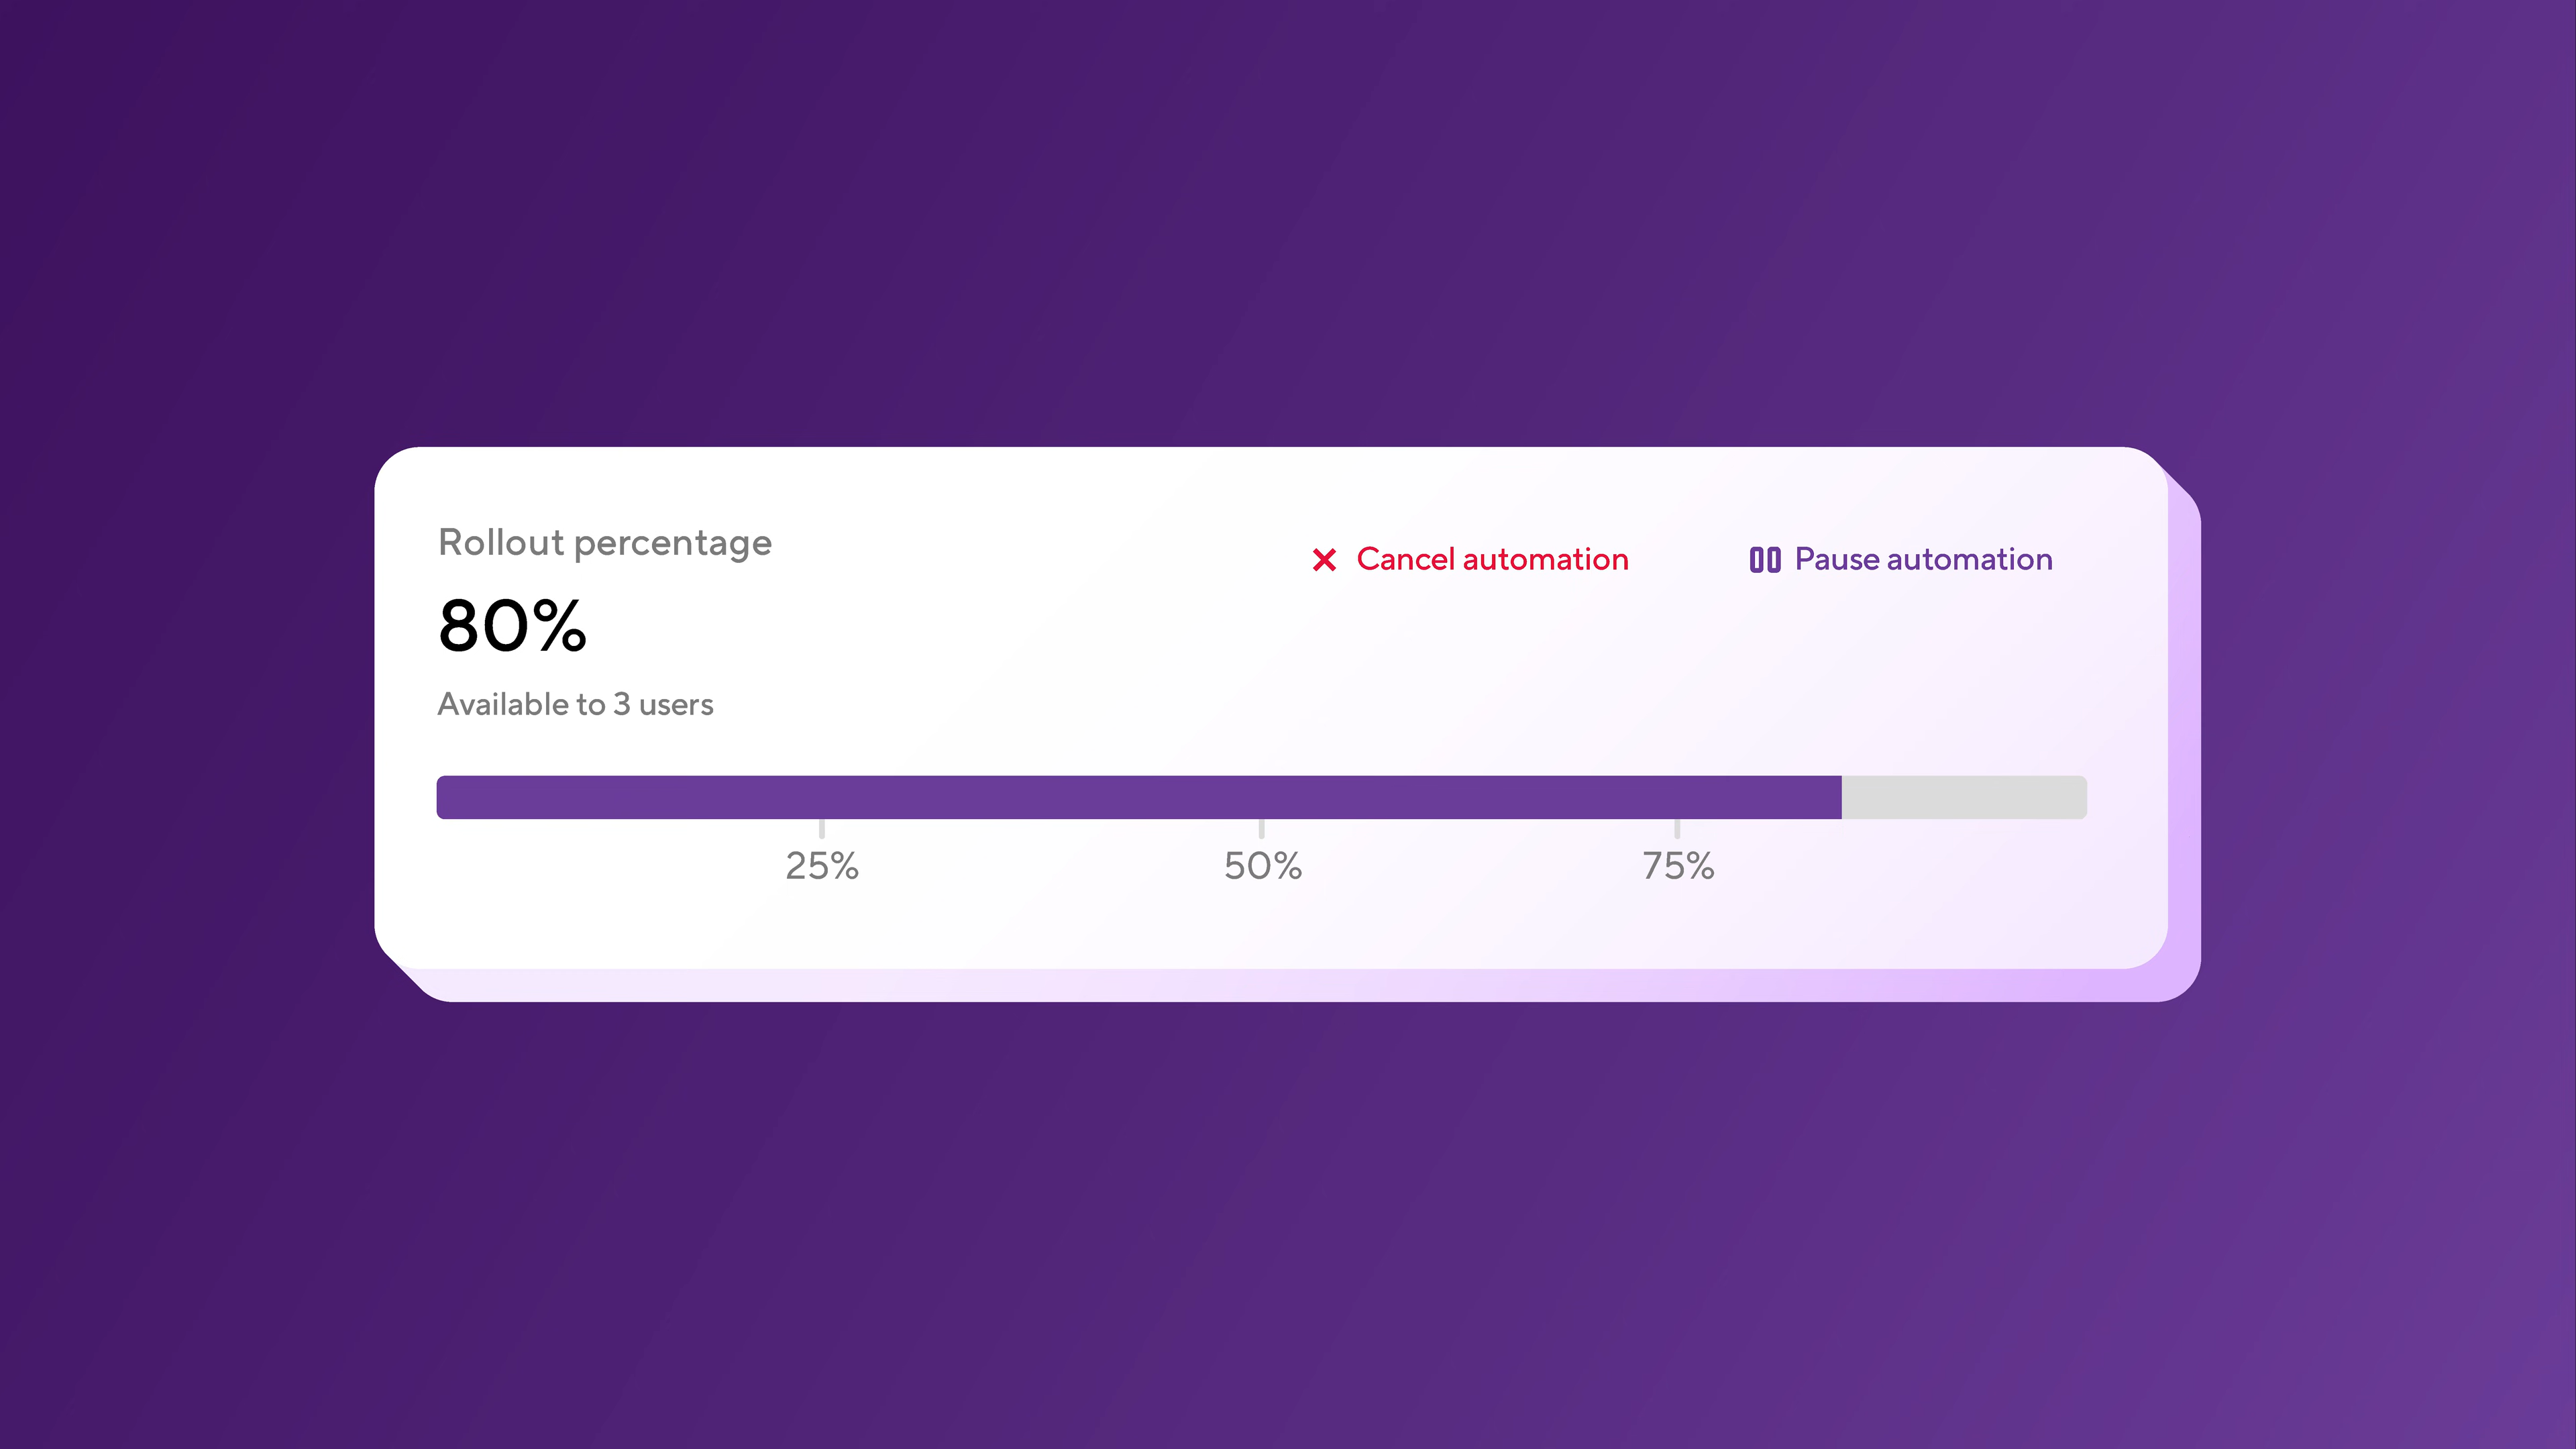 Rollout percentage
80%
Available to 3 users
Cancel automation
Pause automation
25%
50%
75%